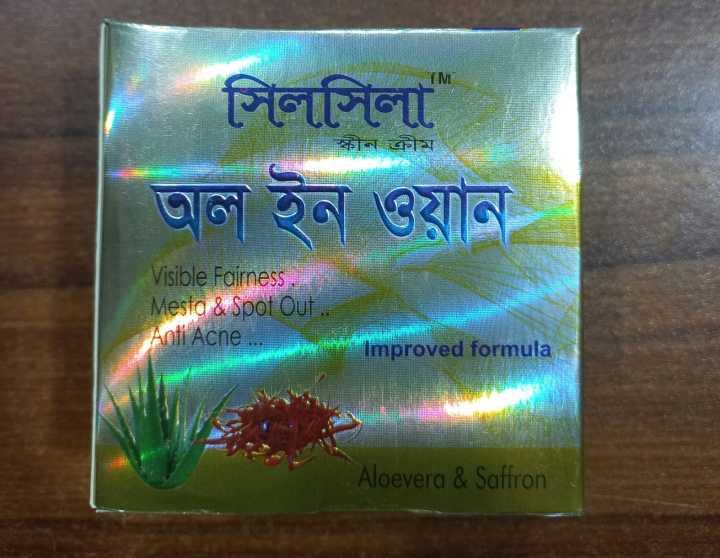 সিলসিলা™
স্কীন ক্রীম
অল ইন ওয়ান
Visible Fairness .
Mesta & Spot Out ..
Anti Acne ...
Improved formula
Aloevera & Saffron